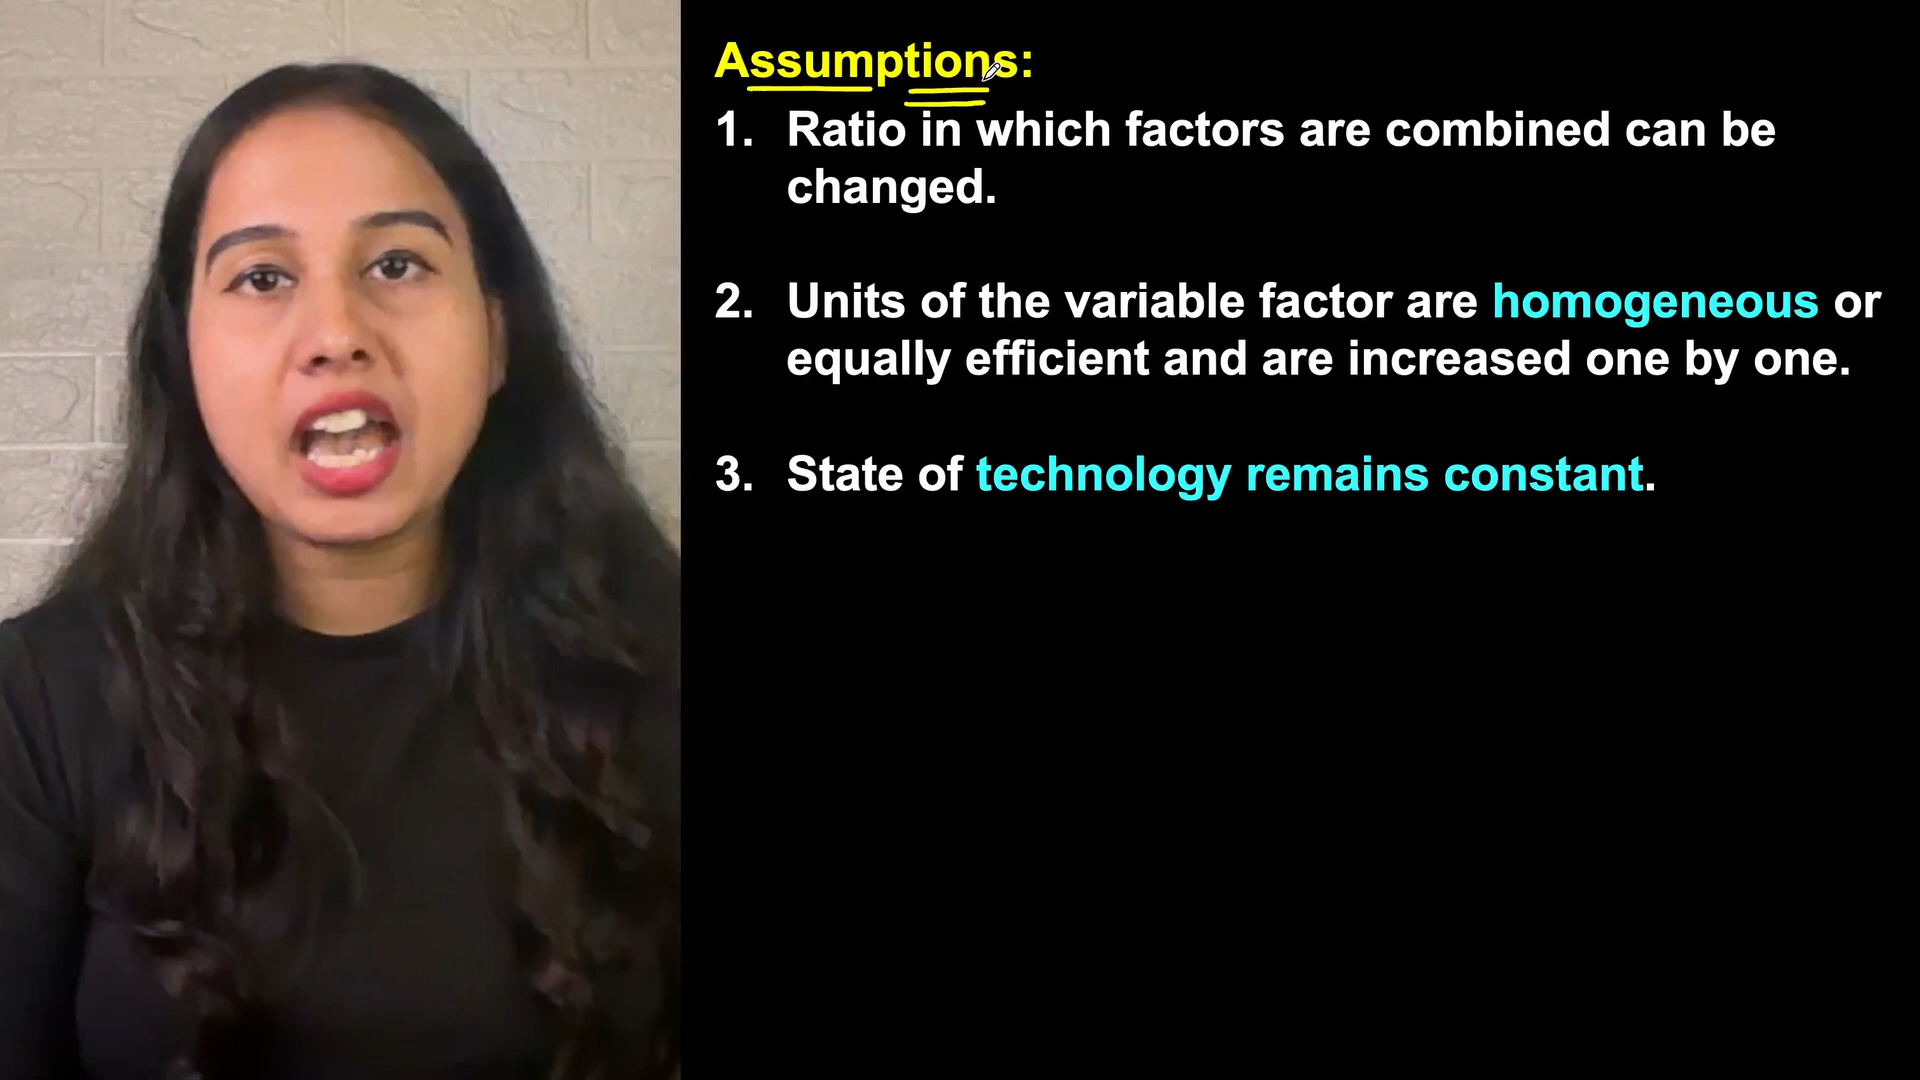 Assumptions:
1. Ratio in which factors are combined can be
changed.
2. Units of the variable factor are homogeneous or
equally efficient and are increased one by one.
3. State of technology remains constant.